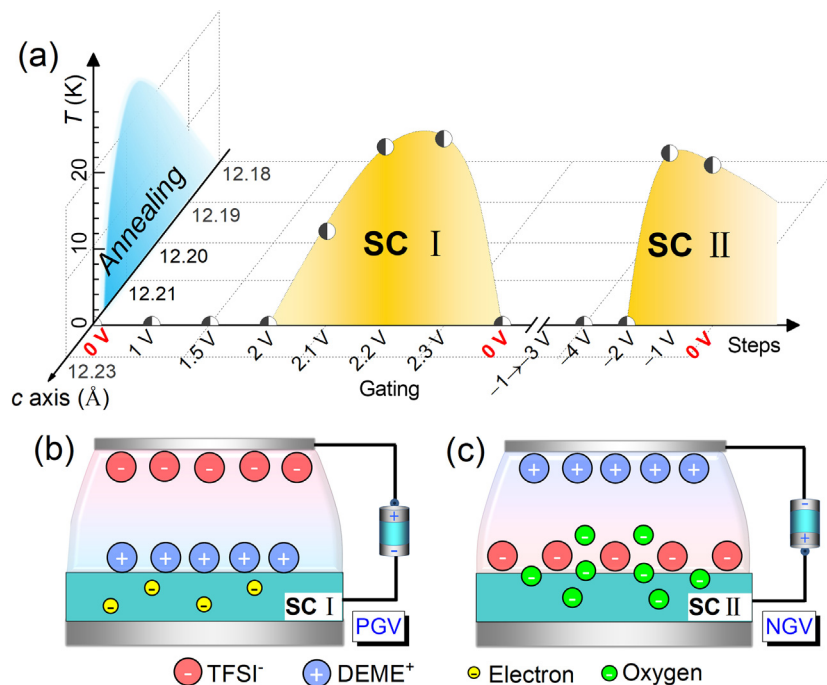 (a)
T (K)
20
10
0
Annealing
12.18
12.19
12.20
12.21
12.23
c axis (Å)
SC I
SC II
0 V
1 V
1.5 V
2 V
2.1 V
2.2 V
2.3 V
0 V
−1→−3 V
−4 V
−2 V
−1 V
0 V
Steps
Gating
(b)
- - - - -
+
-
+ + + + +
- - - -
SC I
PGV
(c)
+ + + + +
-
+
- - - - - - - - - - - - -
SC II
NGV
- TFSI⁻
+ DEME⁺
- Electron
- Oxygen